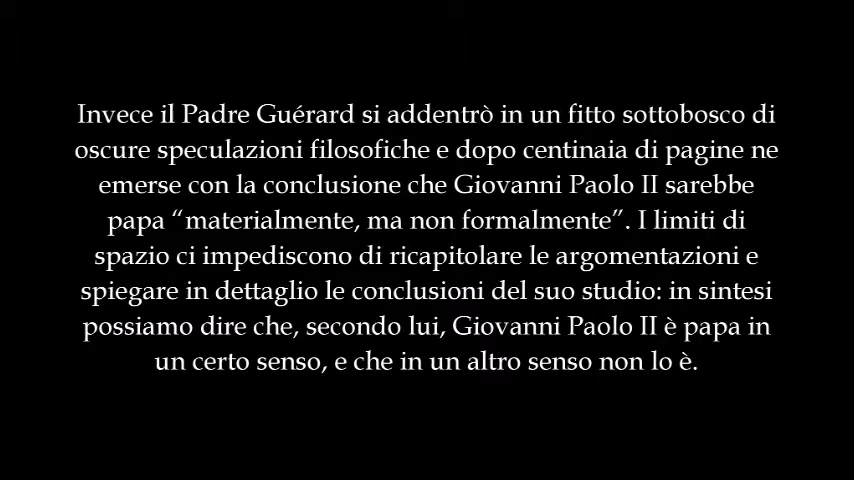 Invece il Padre Guérard si addentrò in un fitto sottobosco di
oscure speculazioni filosofiche e dopo centinaia di pagine ne
emerse con la conclusione che Giovanni Paolo II sarebbe
papa “materialmente, ma non formalmente”. I limiti di
spazio ci impediscono di ricapitolare le argomentazioni e
spiegare in dettaglio le conclusioni del suo studio: in sintesi
possiamo dire che, secondo lui, Giovanni Paolo II è papa in
un certo senso, e che in un altro senso non lo è.